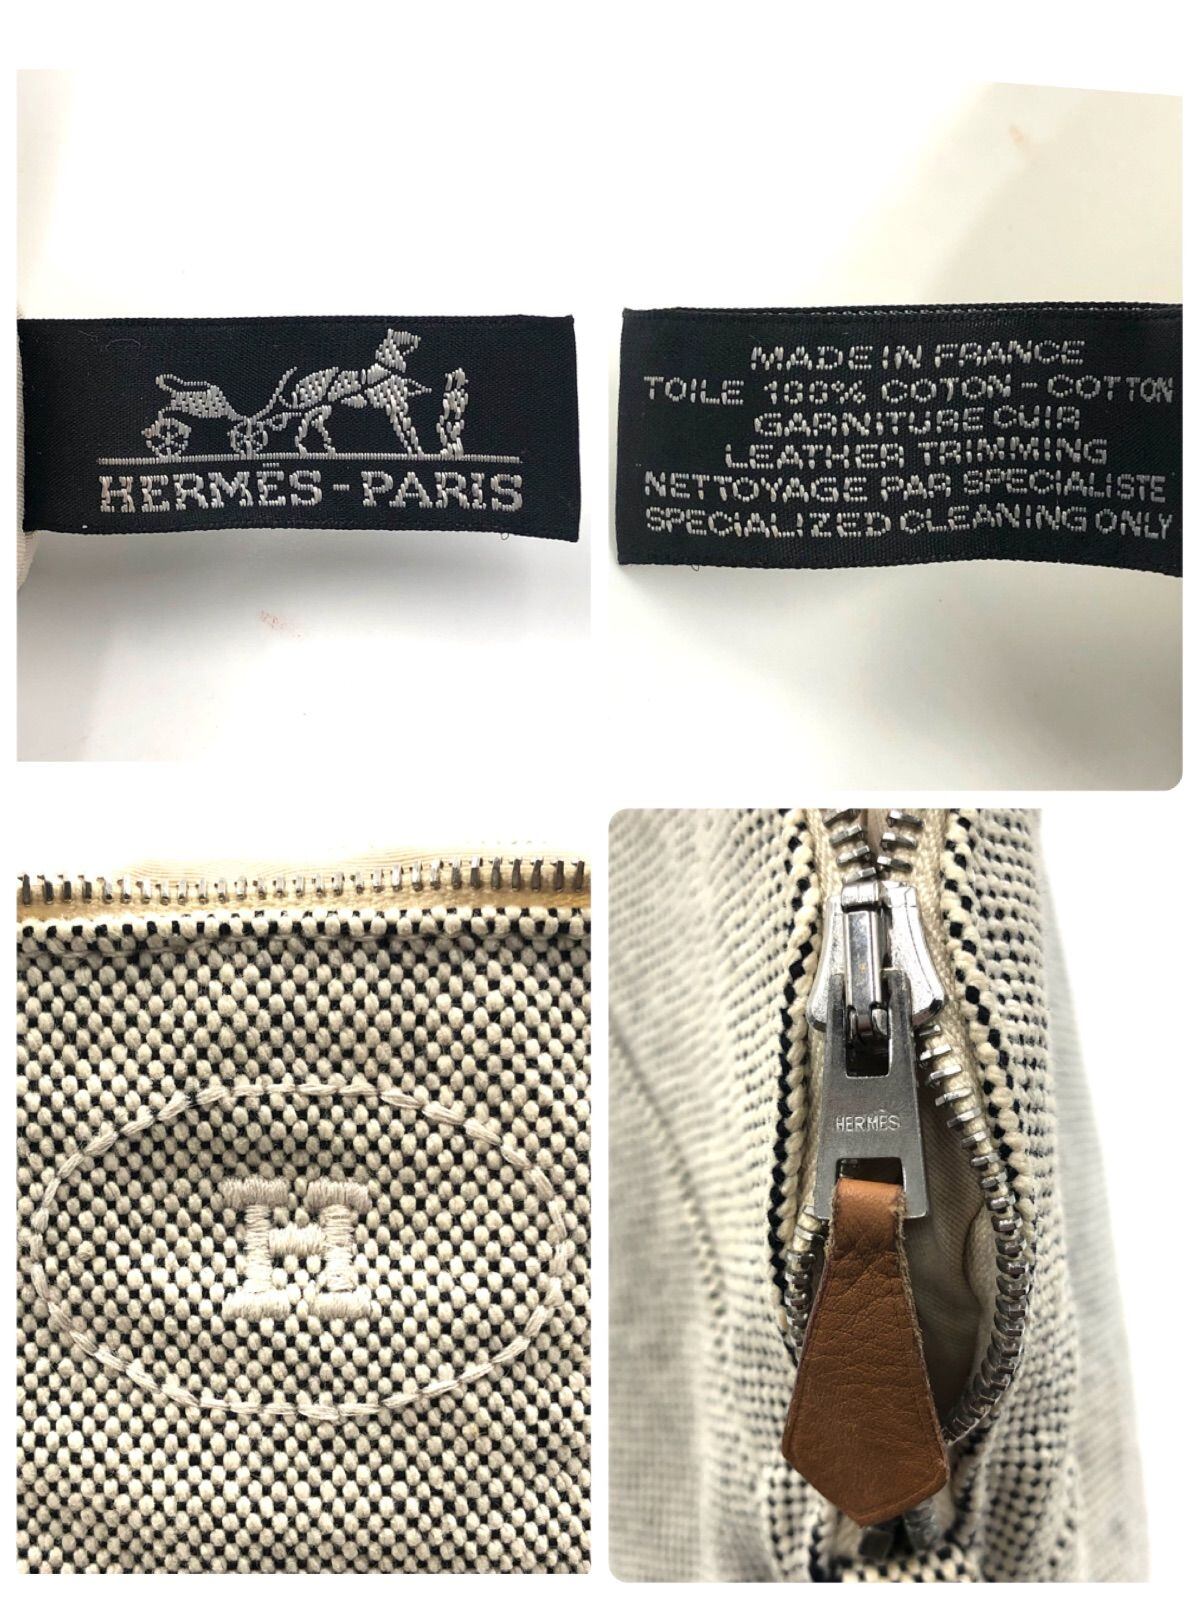 HERMÈS-PARIS
MADE IN FRANCE
TOILE 100% COTON - COTTON
GARNITURE CUIR
LEATHER TRIMMING
NETTOYAGE PAR SPECIALISTE
SPECIALIZED CLEANING ONLY
H
HERMÈS